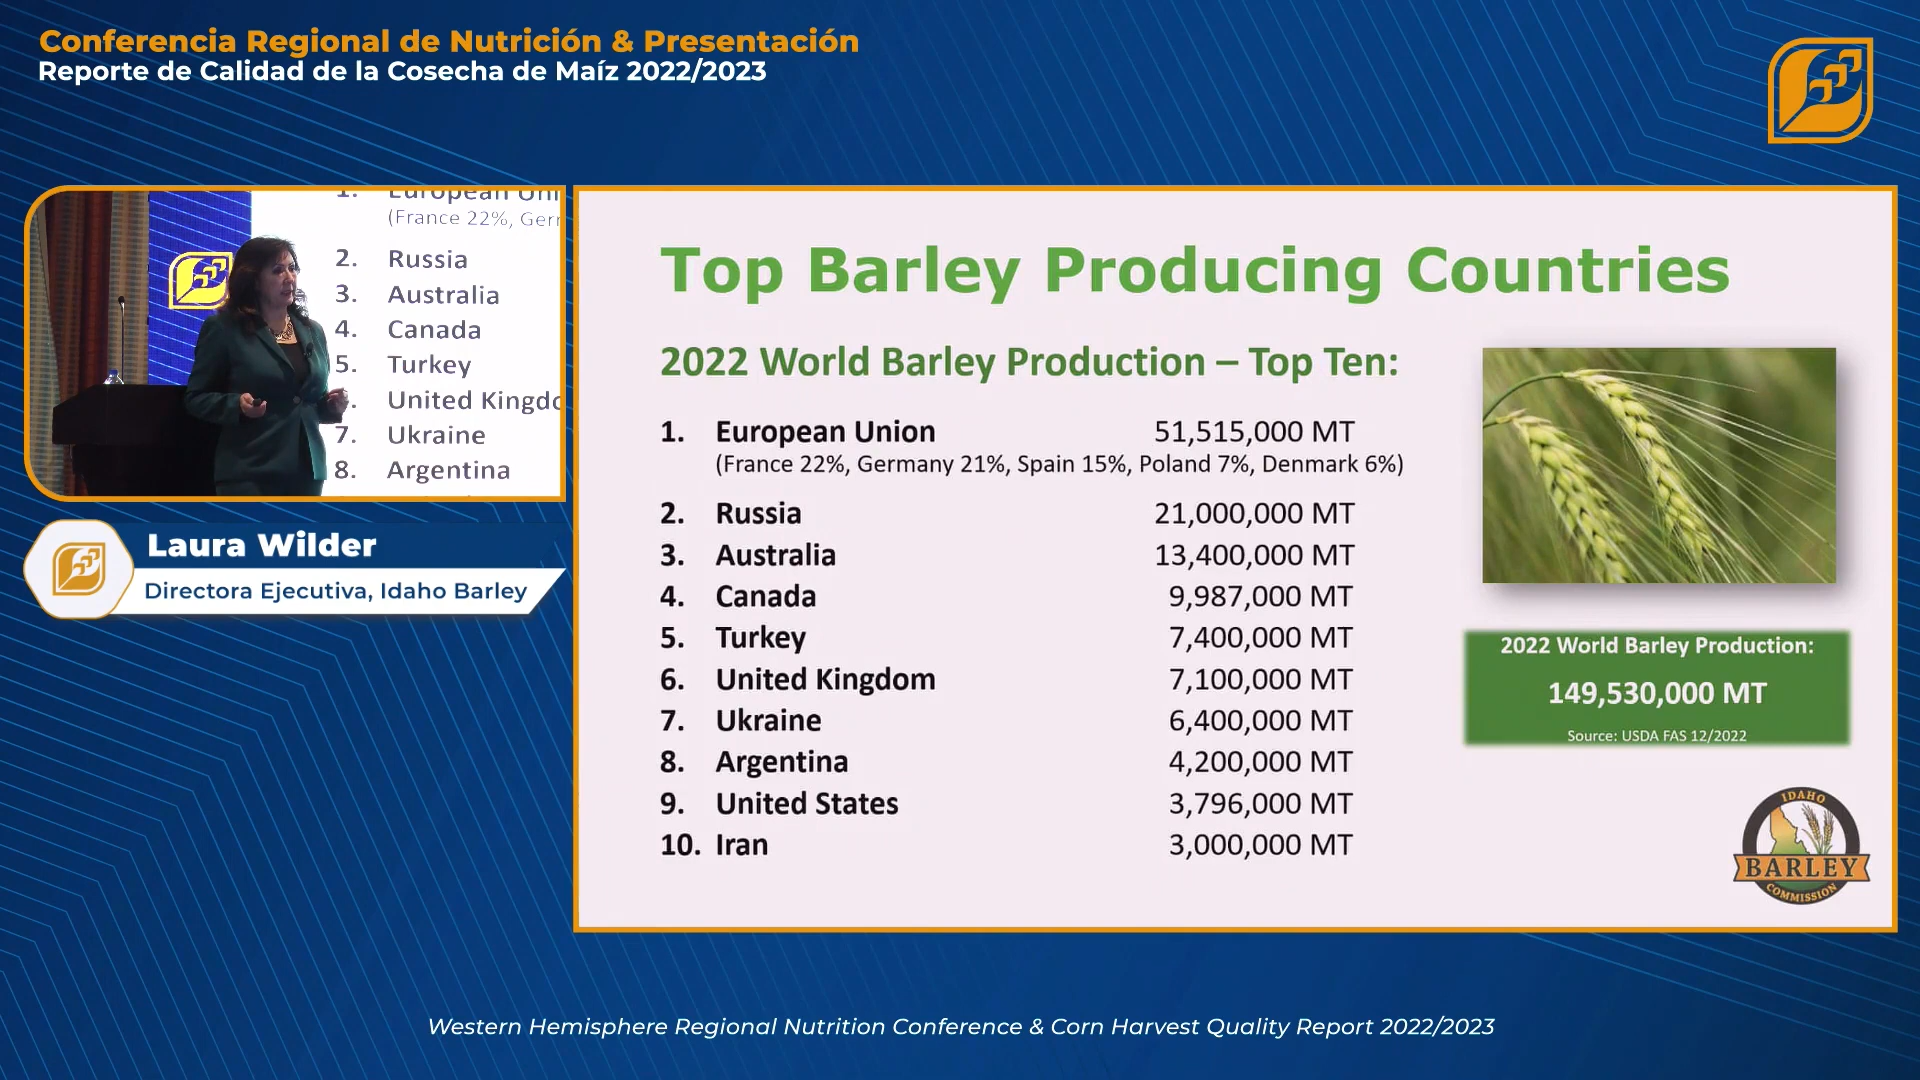 Conferencia Regional de Nutrición & Presentación
Reporte de Calidad de la Cosecha de Maíz 2022/2023
1. European Uni
(France 22%, Ger
2. Russia
3. Australia
4. Canada
5. Turkey
United Kingdo
7. Ukraine
8. Argentina
Laura Wilder
Directora Ejecutiva, Idaho Barley
Top Barley Producing Countries
2022 World Barley Production – Top Ten:
1. European Union 51,515,000 MT
(France 22%, Germany 21%, Spain 15%, Poland 7%, Denmark 6%)
2. Russia 21,000,000 MT
3. Australia 13,400,000 MT
4. Canada 9,987,000 MT
5. Turkey 7,400,000 MT
6. United Kingdom 7,100,000 MT
7. Ukraine 6,400,000 MT
8. Argentina 4,200,000 MT
9. United States 3,796,000 MT
10. Iran 3,000,000 MT
2022 World Barley Production:
149,530,000 MT
Source: USDA FAS 12/2022
IDAHO
BARLEY
COMMISSION
Western Hemisphere Regional Nutrition Conference & Corn Harvest Quality Report 2022/2023